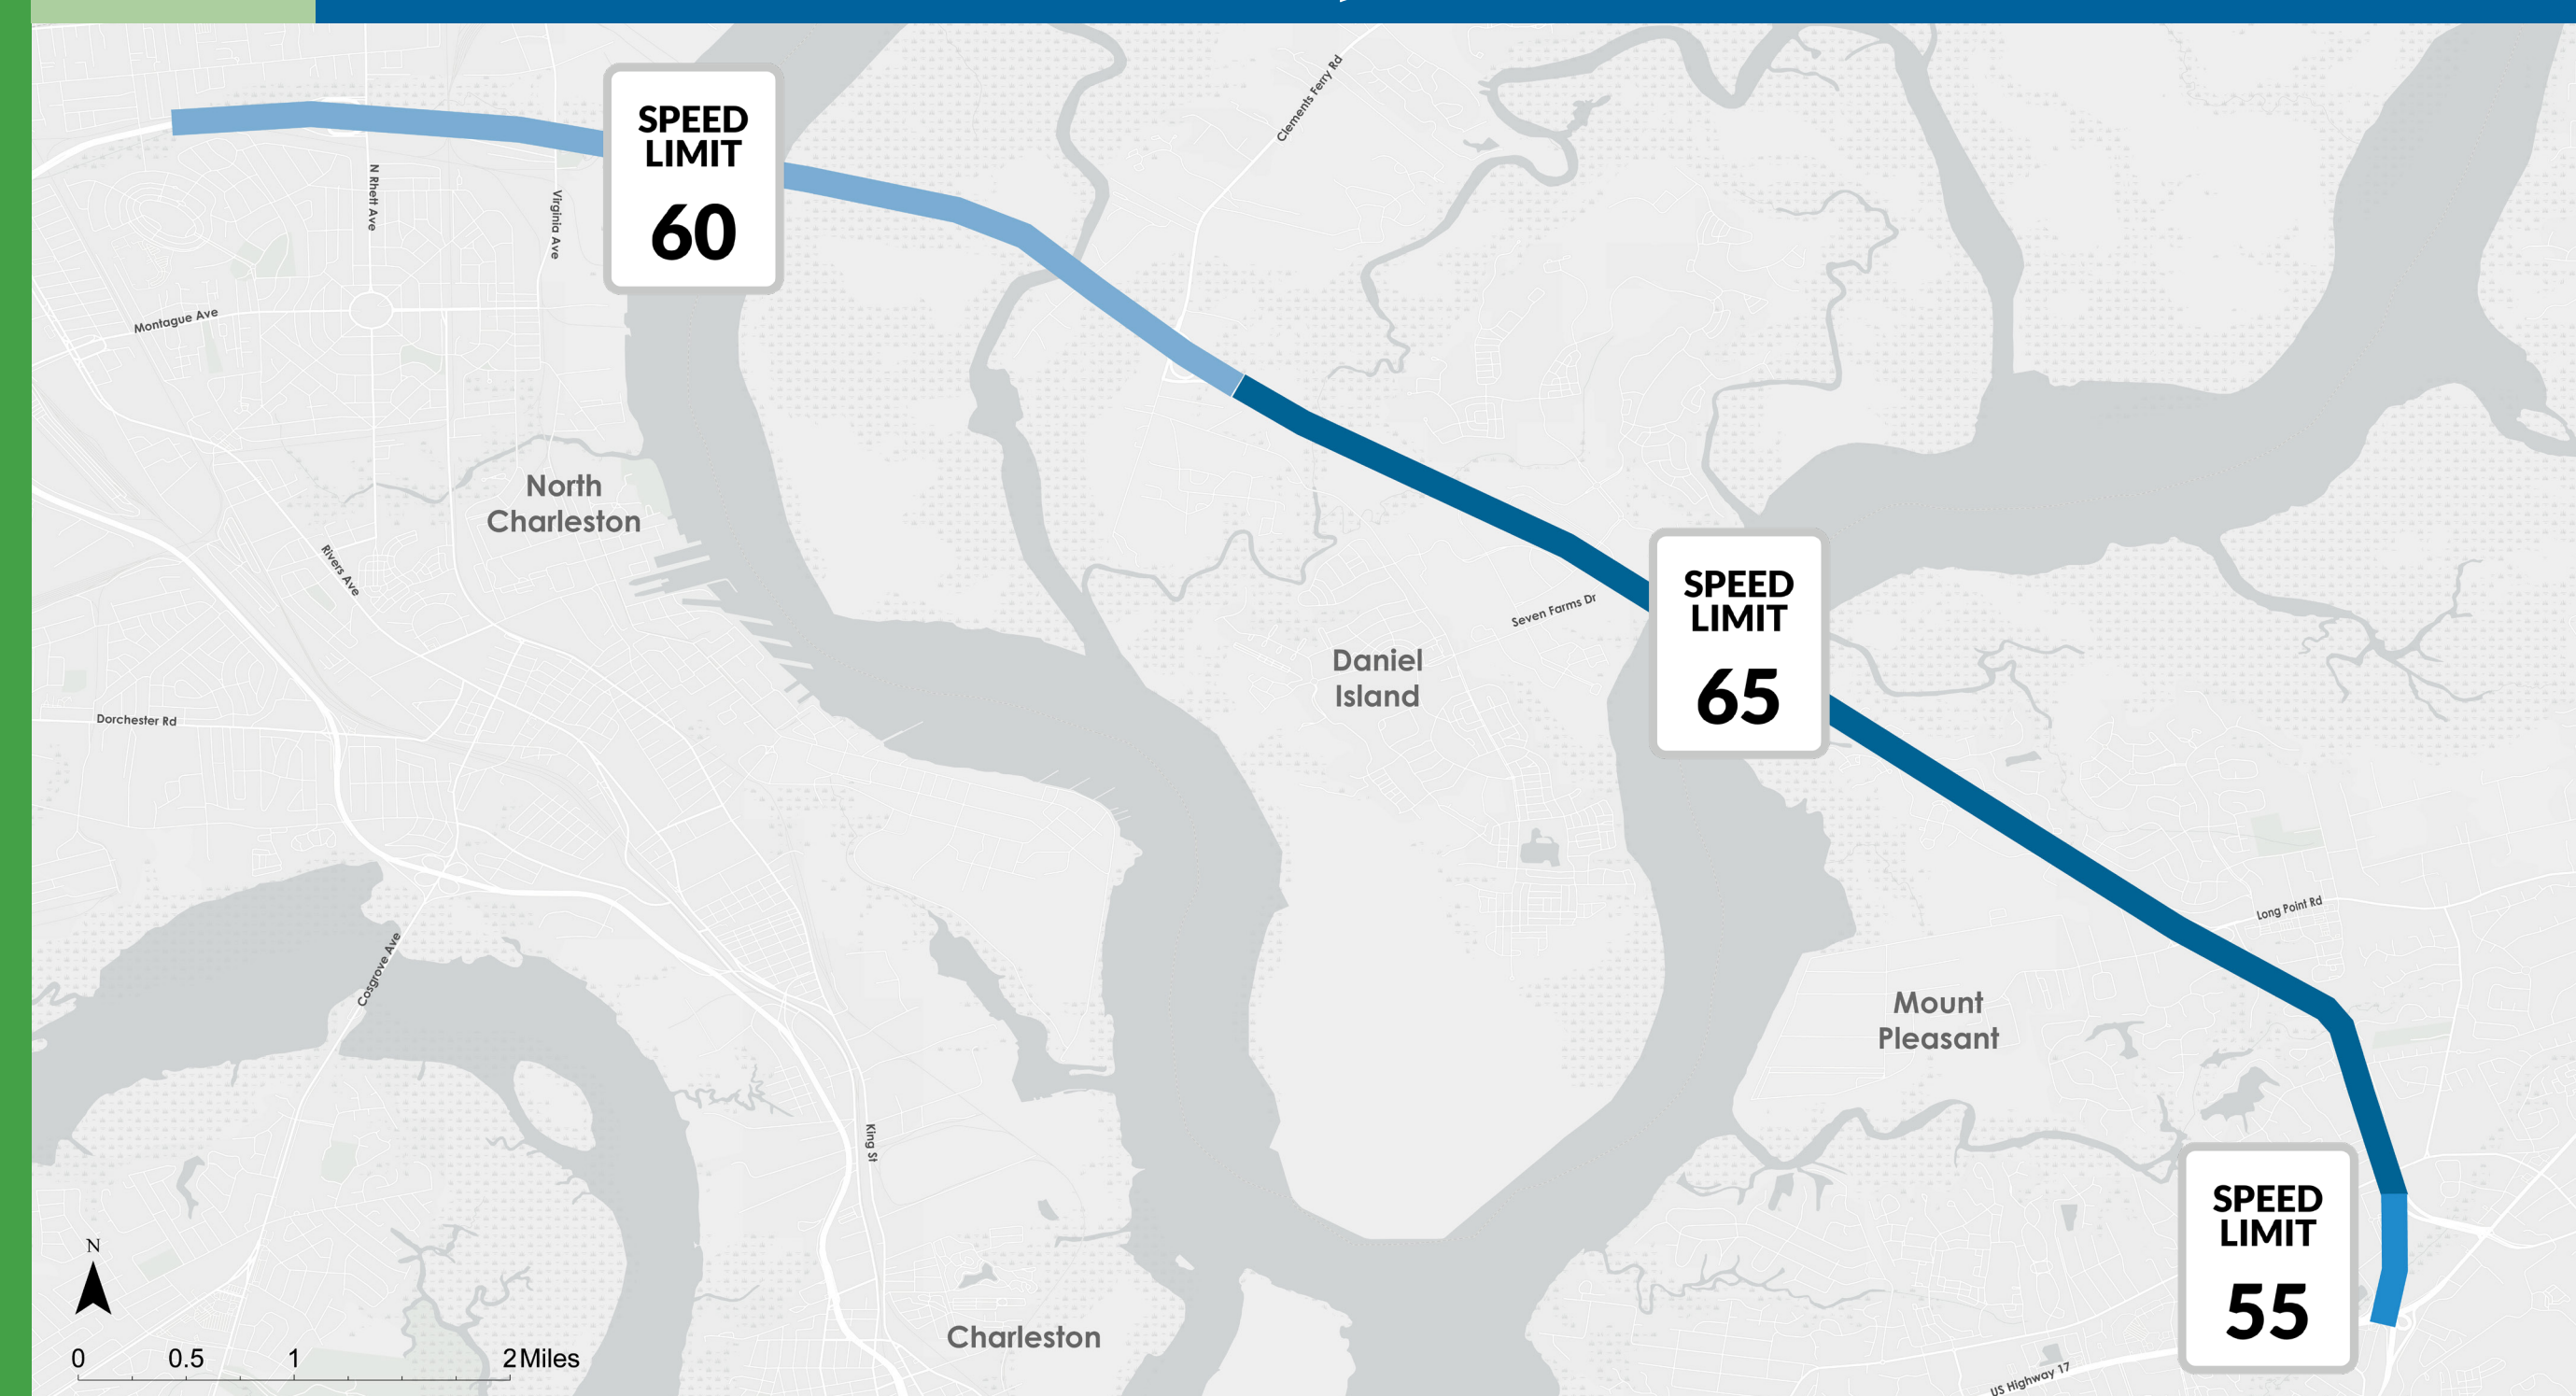 Clements Ferry Rd
SPEED
LIMIT
60
N Rhett Ave
Virginia Ave
Montague Ave
North
Charleston
Rivers Ave
SPEED
LIMIT
65
Seven Farms Dr
Daniel
Island
Dorchester Rd
Long Point Rd
Cosgrove Ave
Mount
Pleasant
King St
SPEED
LIMIT
55
N
Charleston
0 0.5 1 2 Miles
US Highway 17